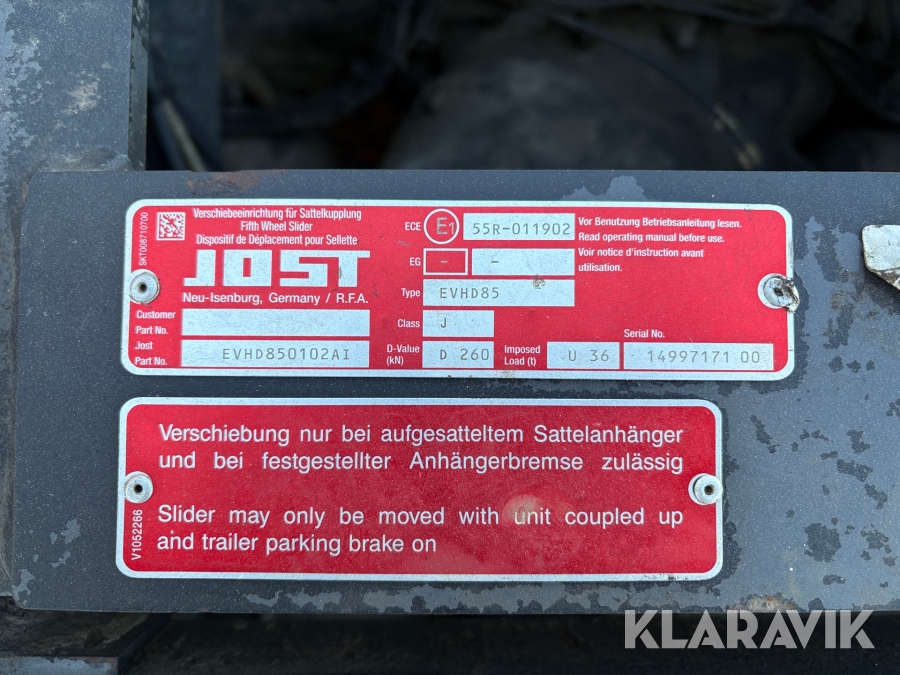 SKT008710700
Verschiebeeinrichtung für Sattelkupplung
Fifth Wheel Slider
Dispositif de Déplacement pour Sellette
JOST
Neu-Isenburg, Germany / R.F.A.
ECE E1 55R-011902
EG - -
Type EVHD85
Vor Benutzung Betriebsanleitung lesen.
Read operating manual before use.
Voir notice d'instruction avant
utilisation.
Customer
Part No.
Class J
Jost
Part No. EVHD850102AI
D-Value
(kN) D 260
Imposed
Load (t) U 36
Serial No.
14997171 00
Verschiebung nur bei aufgesatteltem Sattelanhänger
und bei festgestellter Anhängerbremse zulässig
Slider may only be moved with unit coupled up
and trailer parking brake on
V1052266
KLARAVIK